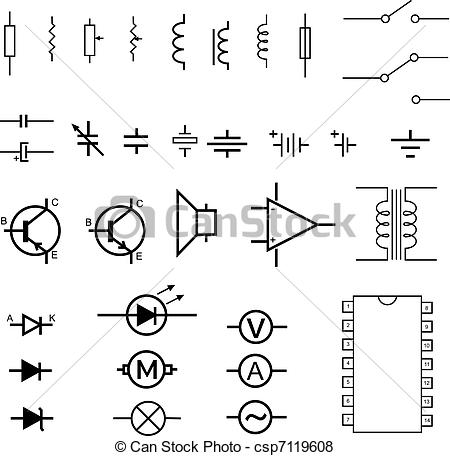 + + +
C C
B B
E E
- +
© CanStock
A K
V
M
A
1 8
2 9
3 10
4 11
5 12
6 13
7 14
© Can Stock Photo - csp7119608